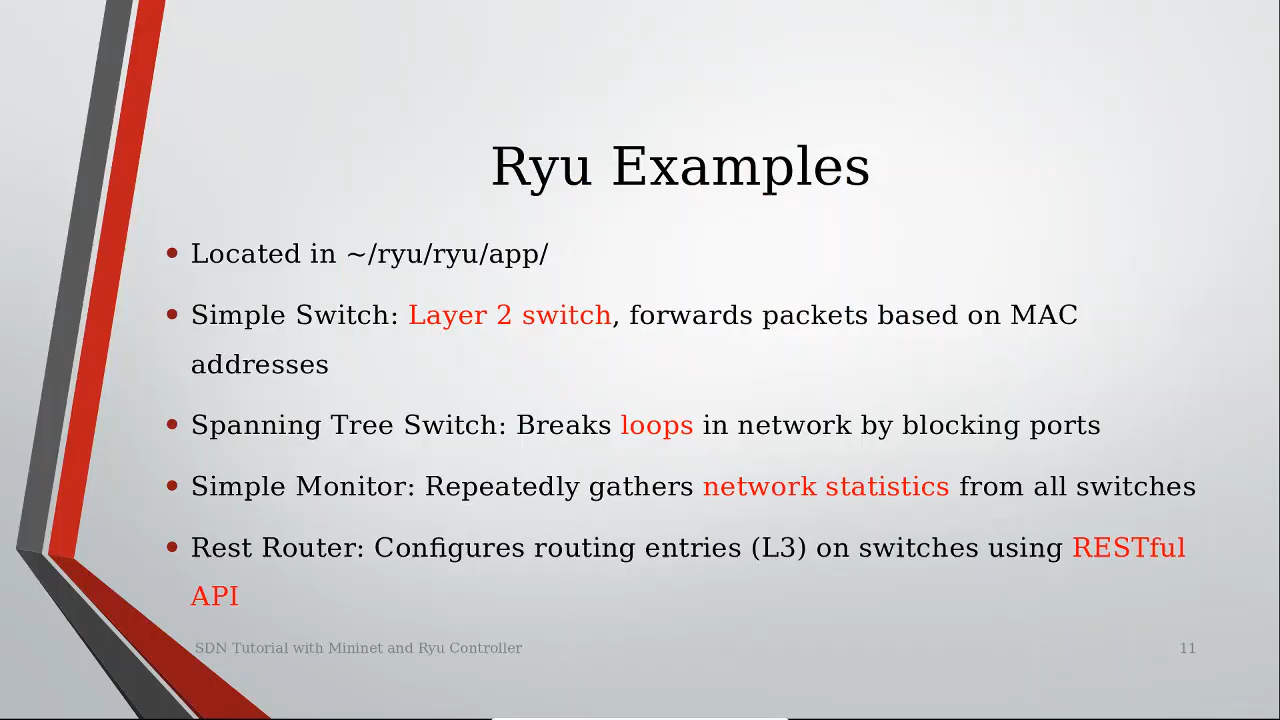 Ryu Examples
• Located in ~/ryu/ryu/app/
• Simple Switch: Layer 2 switch, forwards packets based on MAC
addresses
• Spanning Tree Switch: Breaks loops in network by blocking ports
• Simple Monitor: Repeatedly gathers network statistics from all switches
• Rest Router: Configures routing entries (L3) on switches using RESTful
API
SDN Tutorial with Mininet and Ryu Controller
11